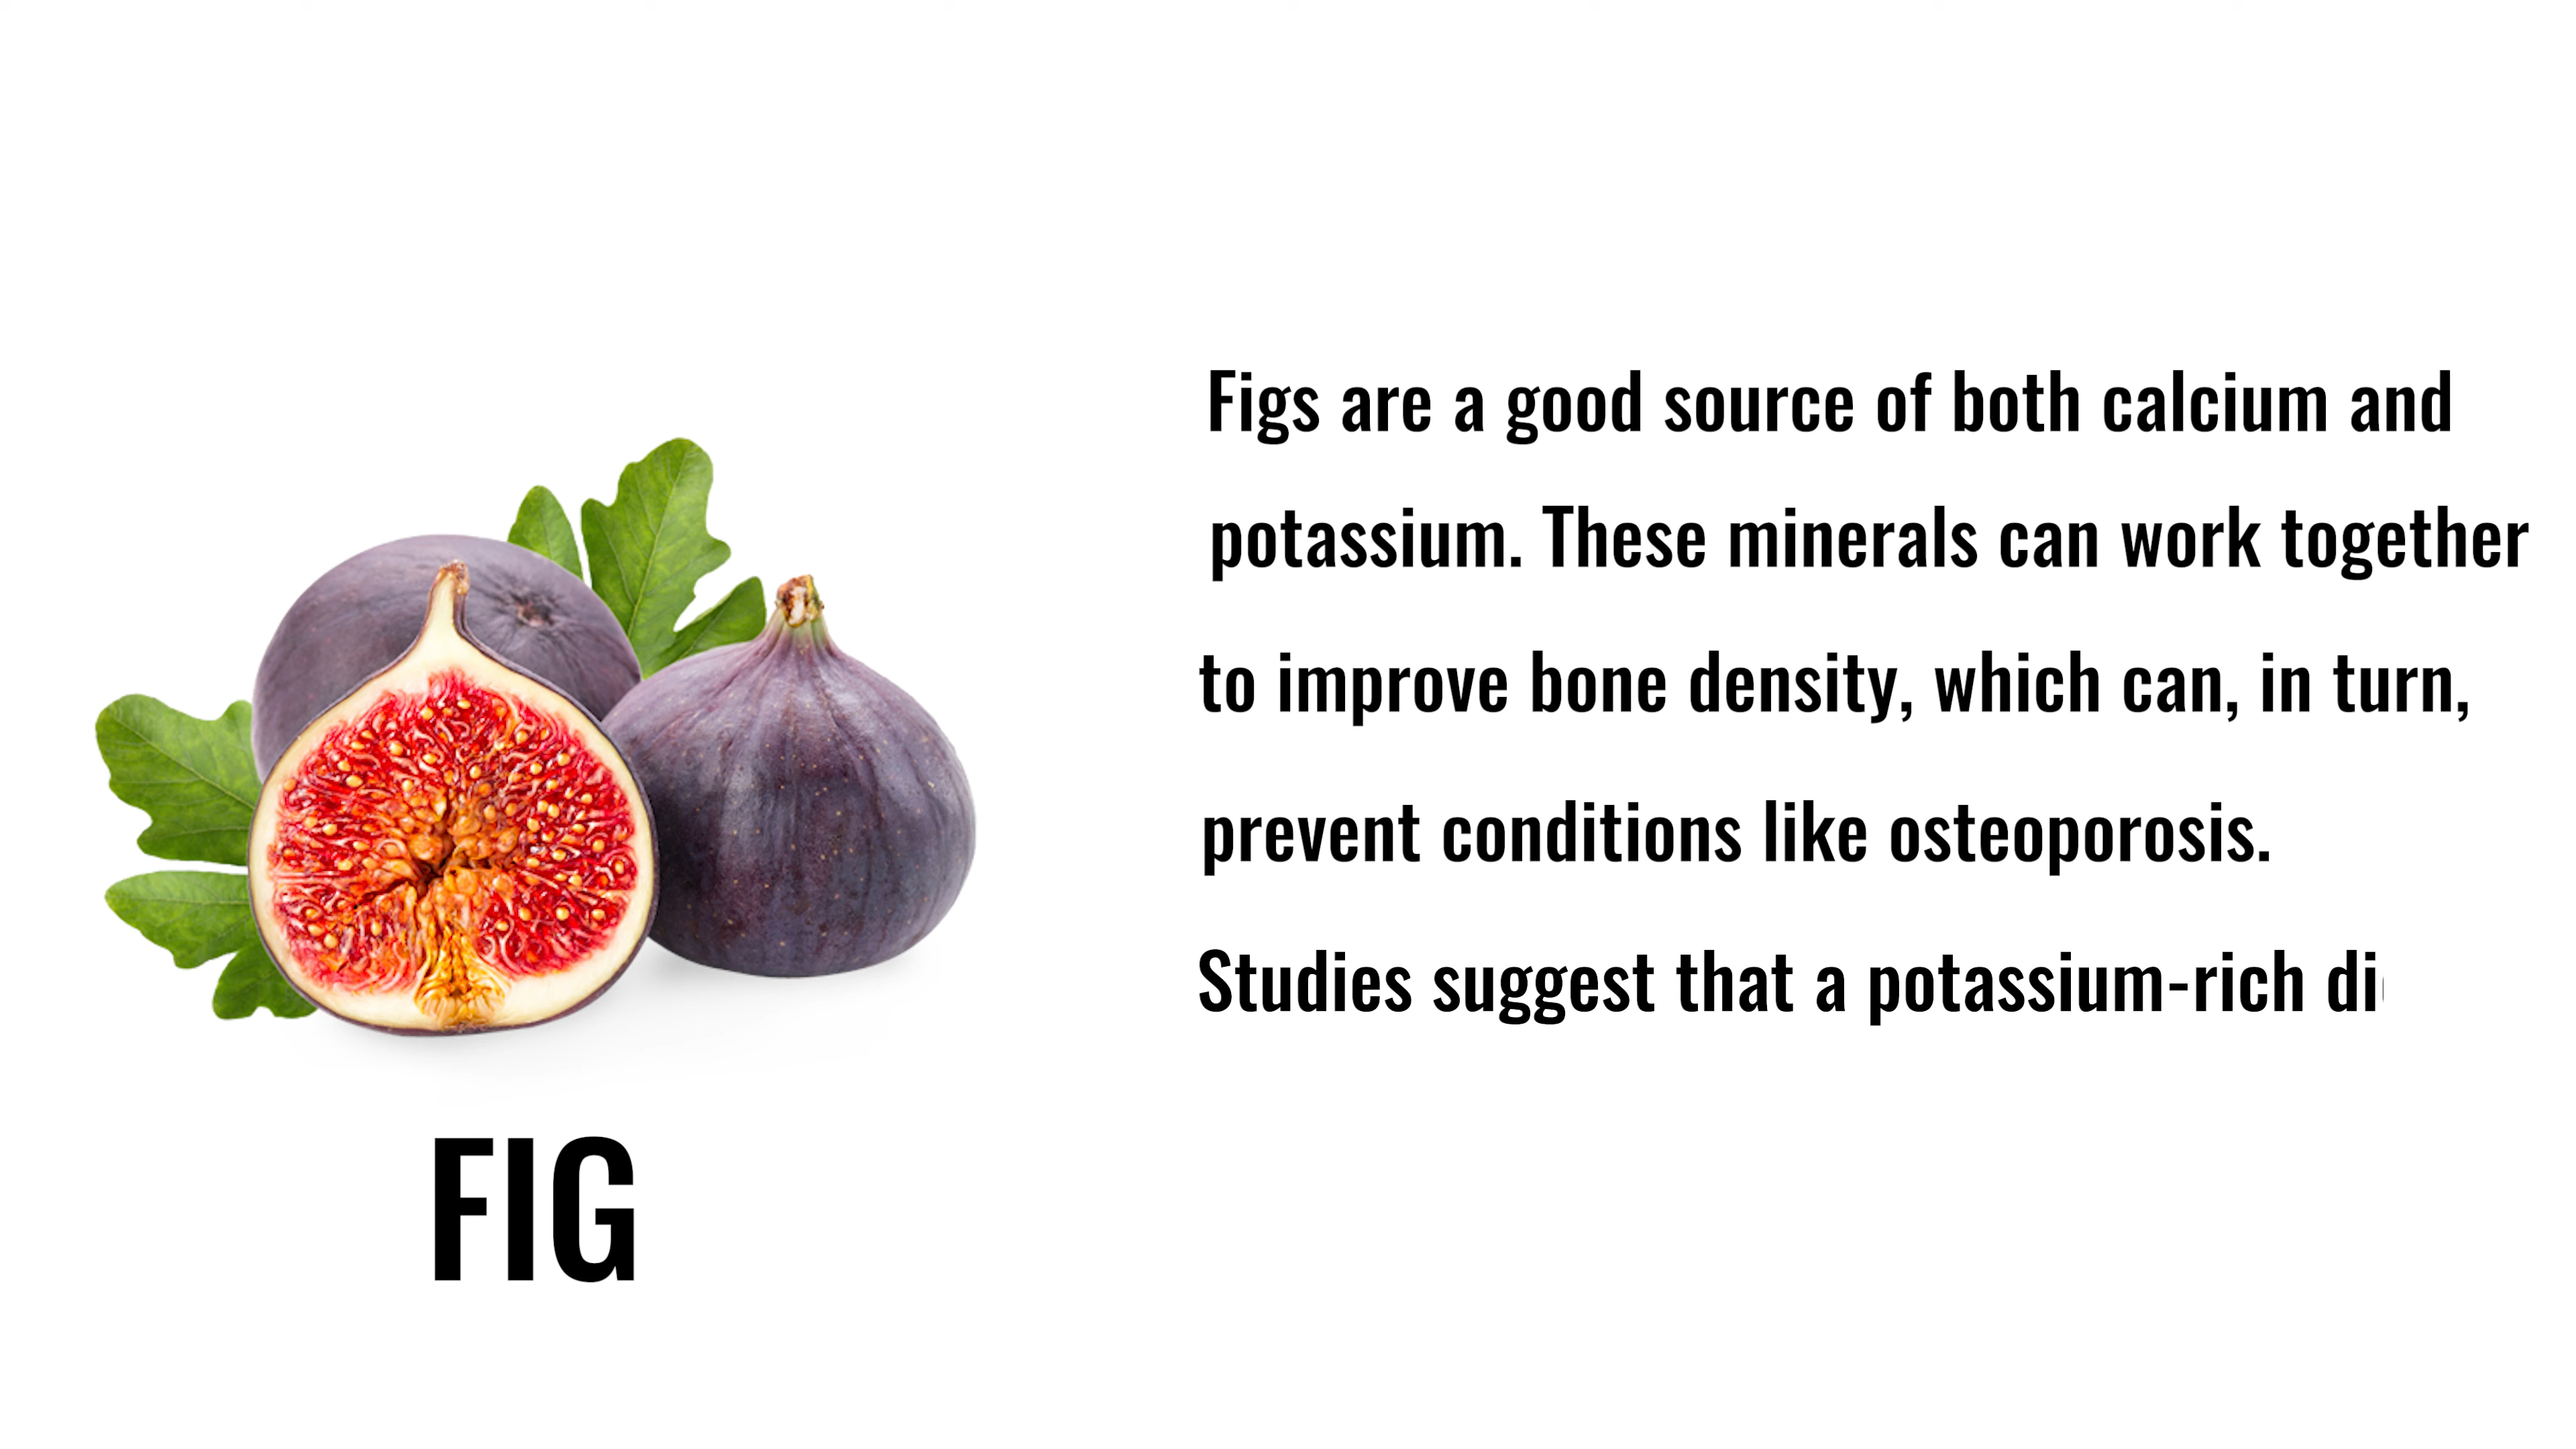 Figs are a good source of both calcium and
potassium. These minerals can work together
to improve bone density, which can, in turn,
prevent conditions like osteoporosis.
Studies suggest that a potassium-rich
FIG